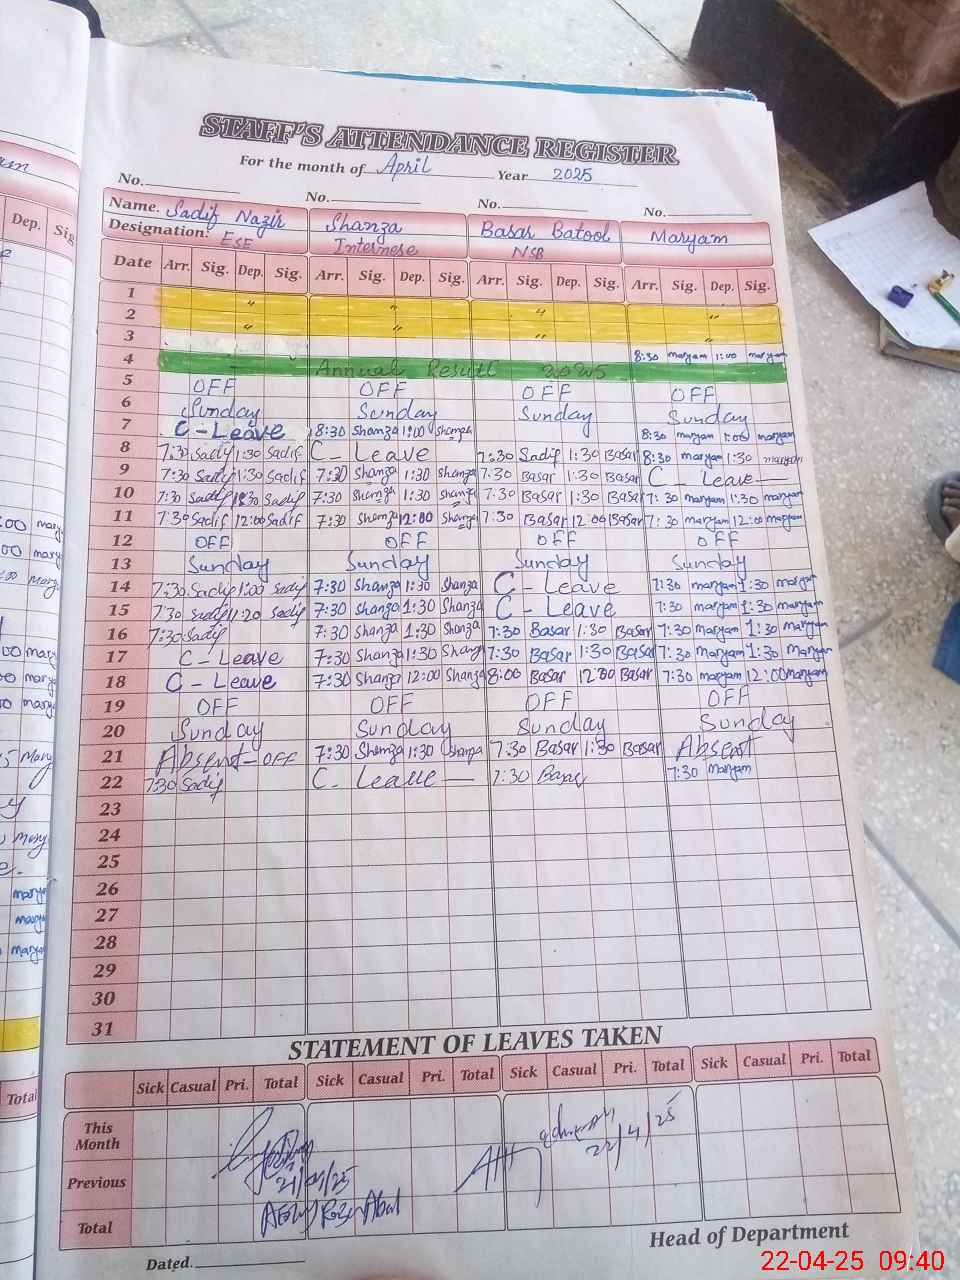 STAFF'S ATTENDANCE REGISTER
For the month of April Year 2025
No. No. No. No.
Name. Sadif Nazir Shanza Basar Batool Maryam
Designation: ESE Internese NSB
Date Arr. Sig. Dep. Sig. Arr. Sig. Dep. Sig. Arr. Sig. Dep. Sig. Arr. Sig. Dep. Sig.
1 " " " "
2
3 " " " "
4 8:30 maryam 1:00 maryam
Annual Result 2025
5 OFF OFF OFF OFF
6 Sunday Sunday Sunday Sunday
7 C-Leave 8:30 Shanza 1:00 Shanza 8:30 maryam 1:00 maryam
8 7:30 Sadif 1:30 Sadif C-Leave 7:30 Sadif 1:30 Basar 8:30 maryam 1:30 maryam
9 7:30 Sadif 1:30 Sadif 7:30 Shanza 1:30 Shanza 7:30 Basar 1:30 Basar C-Leave
10 7:30 Sadif 1:30 Sadif 7:30 Shanza 1:30 Shanza 7:30 Basar 1:30 Basar 7:30 maryam 1:30 maryam
11 7:30 Sadif 12:00 Sadif 7:30 Shanza 12:00 Shanza 7:30 Basar 12:00 Basar 7:30 maryam 12:00 maryam
12 OFF OFF OFF OFF
13 Sunday Sunday Sunday Sunday
14 7:30 Sadif 1:00 Sadif 7:30 Shanza 1:30 Shanza C-Leave 7:30 maryam 1:30 maryam
15 7:30 Sadif 11:20 Sadif 7:30 Shanza 1:30 Shanza C-Leave 7:30 maryam 1:30 maryam
16 7:30 Sadif 7:30 Shanza 1:30 Shanza 7:30 Basar 1:30 Basar 7:30 Maryam 1:30 Maryam
17 C-Leave 7:30 Shanza 1:30 Shanza 7:30 Basar 1:30 Basar 7:30 Maryam 1:30 Maryam
18 C-Leave 7:30 Shanza 12:00 Shanza 8:00 Basar 12:00 Basar 7:30 maryam 12:00 maryam
19 OFF OFF OFF OFF
20 Sunday Sunday Sunday Sunday
21 Absent-OFF 7:30 Shanza 1:30 Shanza 7:30 Basar 1:30 Basar Absent
22 7:30 Sadif C-Leave 7:30 Basar 7:30 Maryam
23
24
25
26
27
28
29
30
31
STATEMENT OF LEAVES TAKEN
Sick Casual Pri. Total Sick Casual Pri. Total Sick Casual Pri. Total Sick Casual Pri. Total
This Month
22/4/25
Previous
Total
Head of Department
Dated.
22-04-25 09:40
Dep.
Total